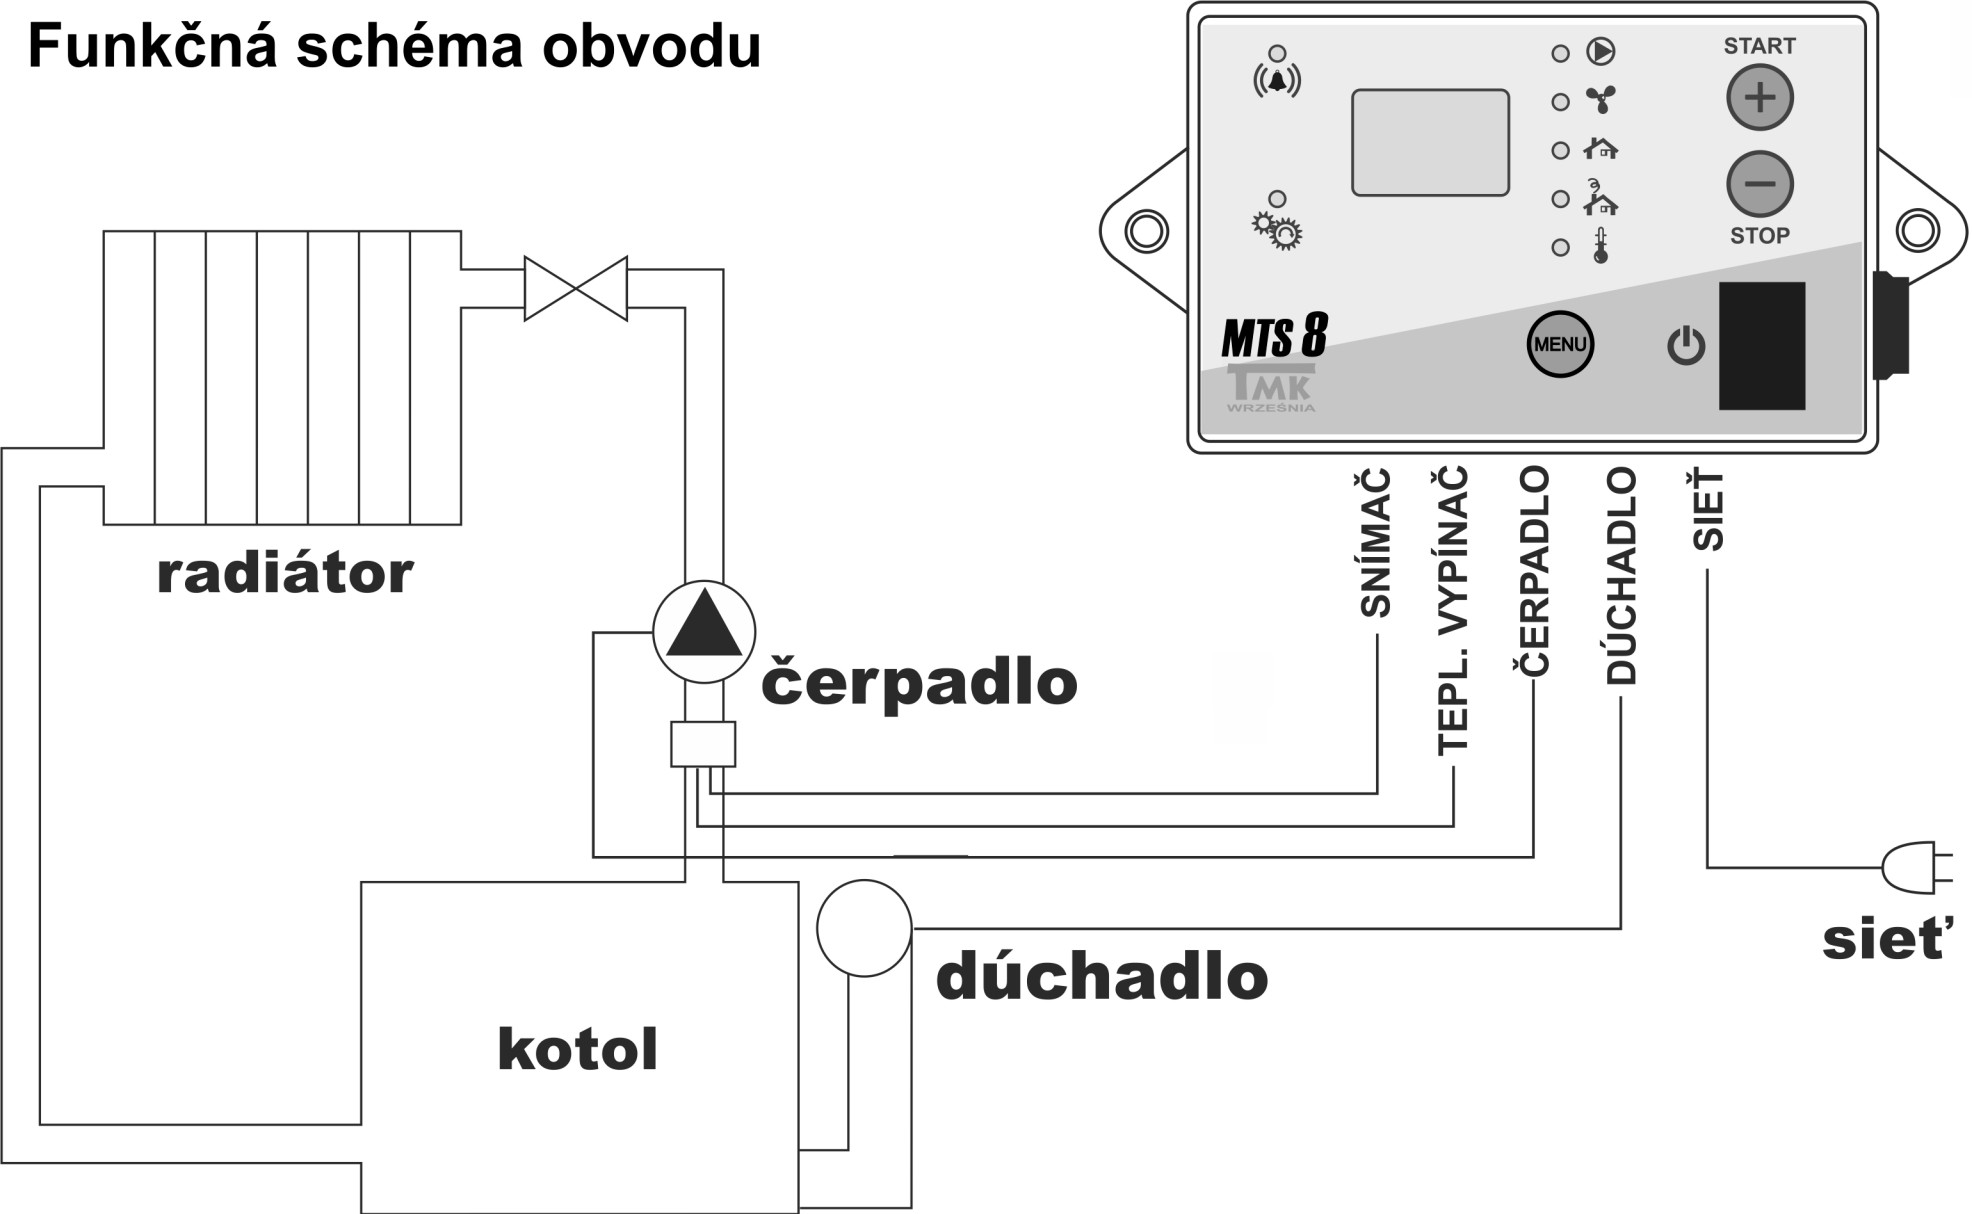 Funkčná schéma obvodu
START
STOP
MENU
MTS 8
TMK
WRZEŚNIA
SNÍMAČ
TEPL. VYPÍNAČ
ČERPADLO
DÚCHADLO
SIEŤ
radiátor
čerpadlo
sieť
dúchadlo
kotol